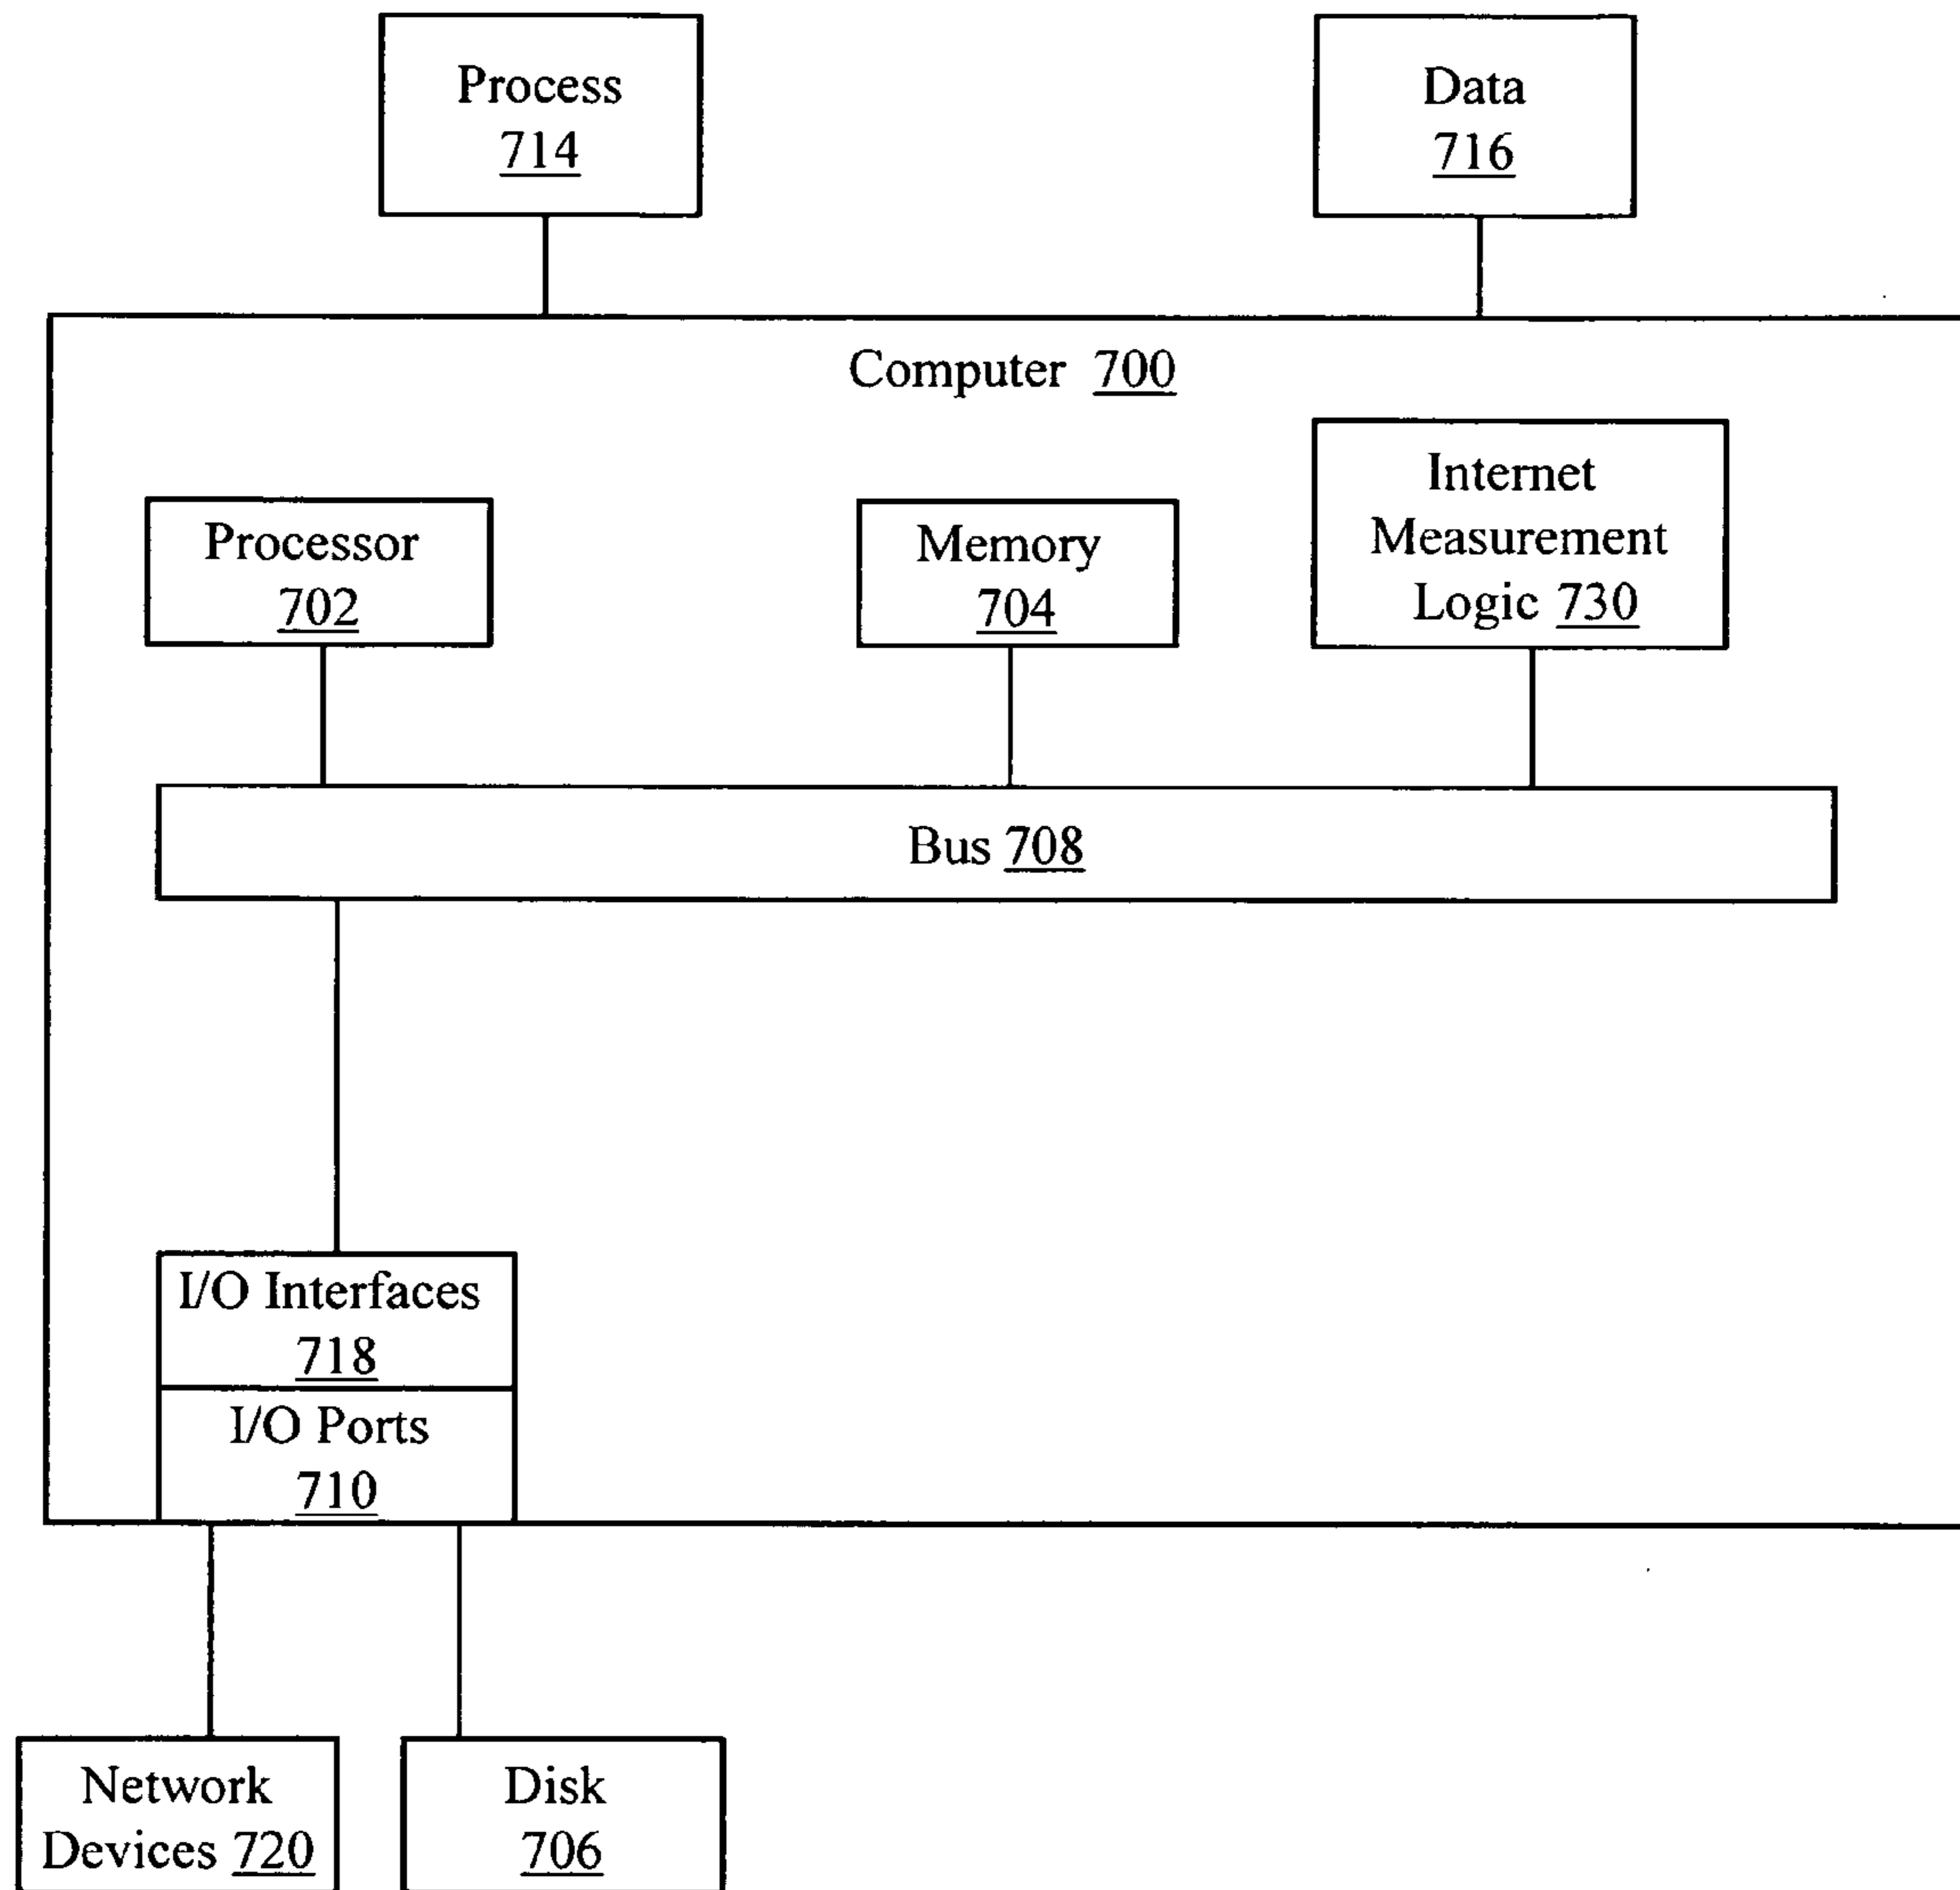 Process
714
Data
716
Computer 700
Processor
702
Memory
704
Internet
Measurement
Logic 730
Bus 708
I/O Interfaces
718
I/O Ports
710
Network
Devices 720
Disk
706